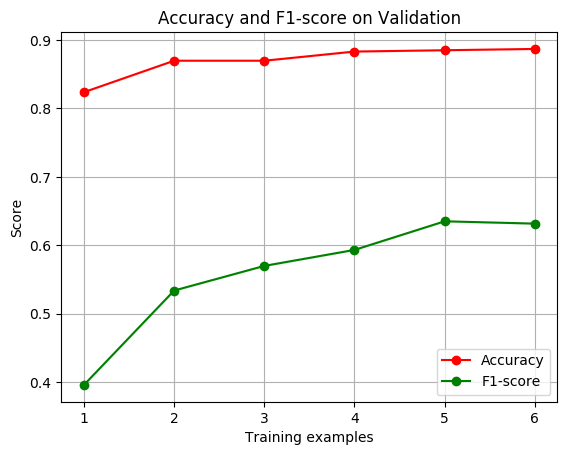 Accuracy and F1-score on Validation
0.9
0.8
0.7
0.6
0.5
0.4
Score
1 2 3 4 5 6
Training examples
Accuracy
F1-score